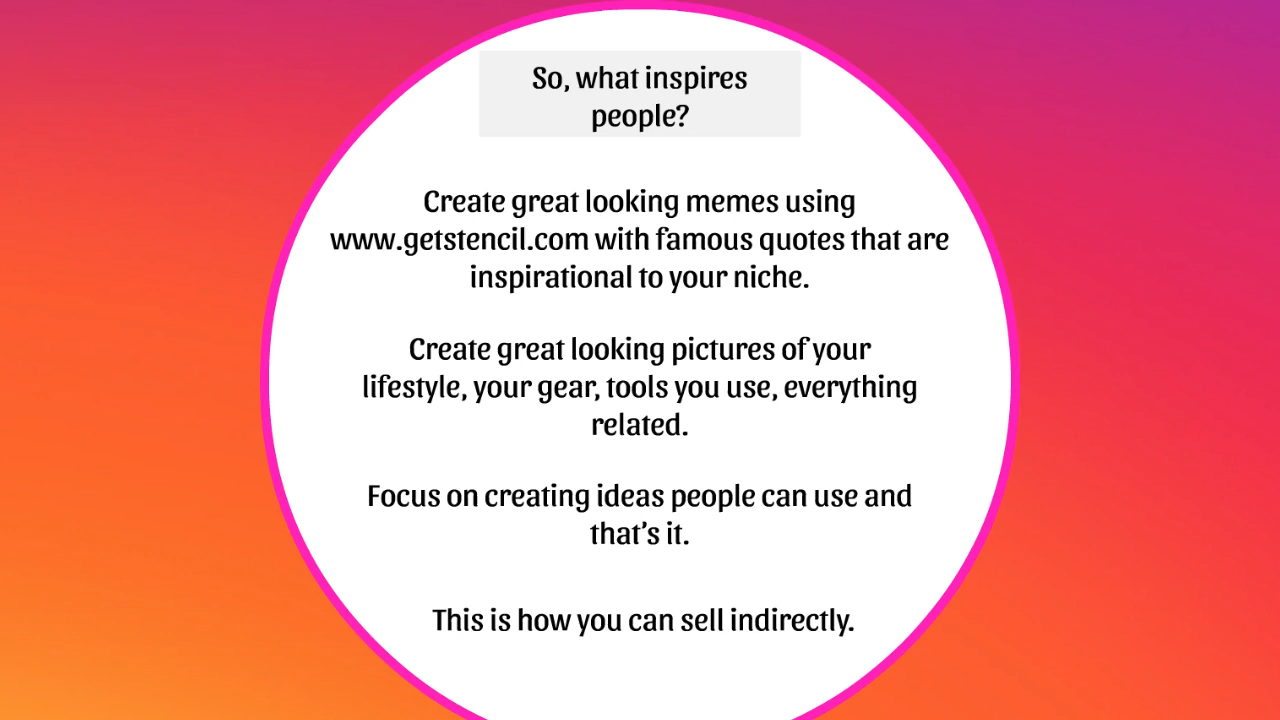 So, what inspires
people?
Create great looking memes using
www.getstencil.com with famous quotes that are
inspirational to your niche.
Create great looking pictures of your
lifestyle, your gear, tools you use, everything
related.
Focus on creating ideas people can use and
that’s it.
This is how you can sell indirectly.